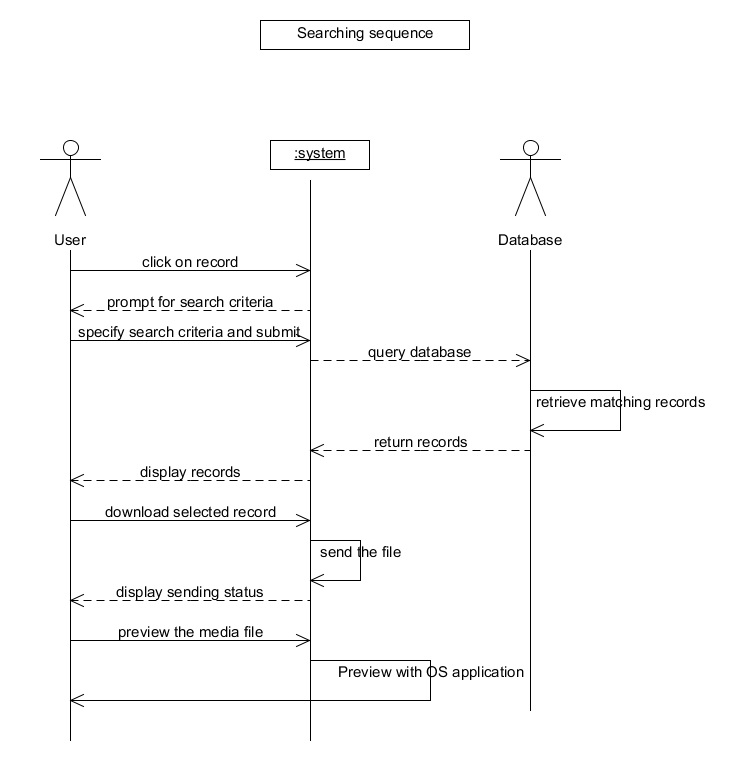 Searching sequence
:system
User
Database
click on record
prompt for search criteria
specify search criteria and submit
query database
retrieve matching records
return records
display records
download selected record
send the file
display sending status
preview the media file
Preview with OS application